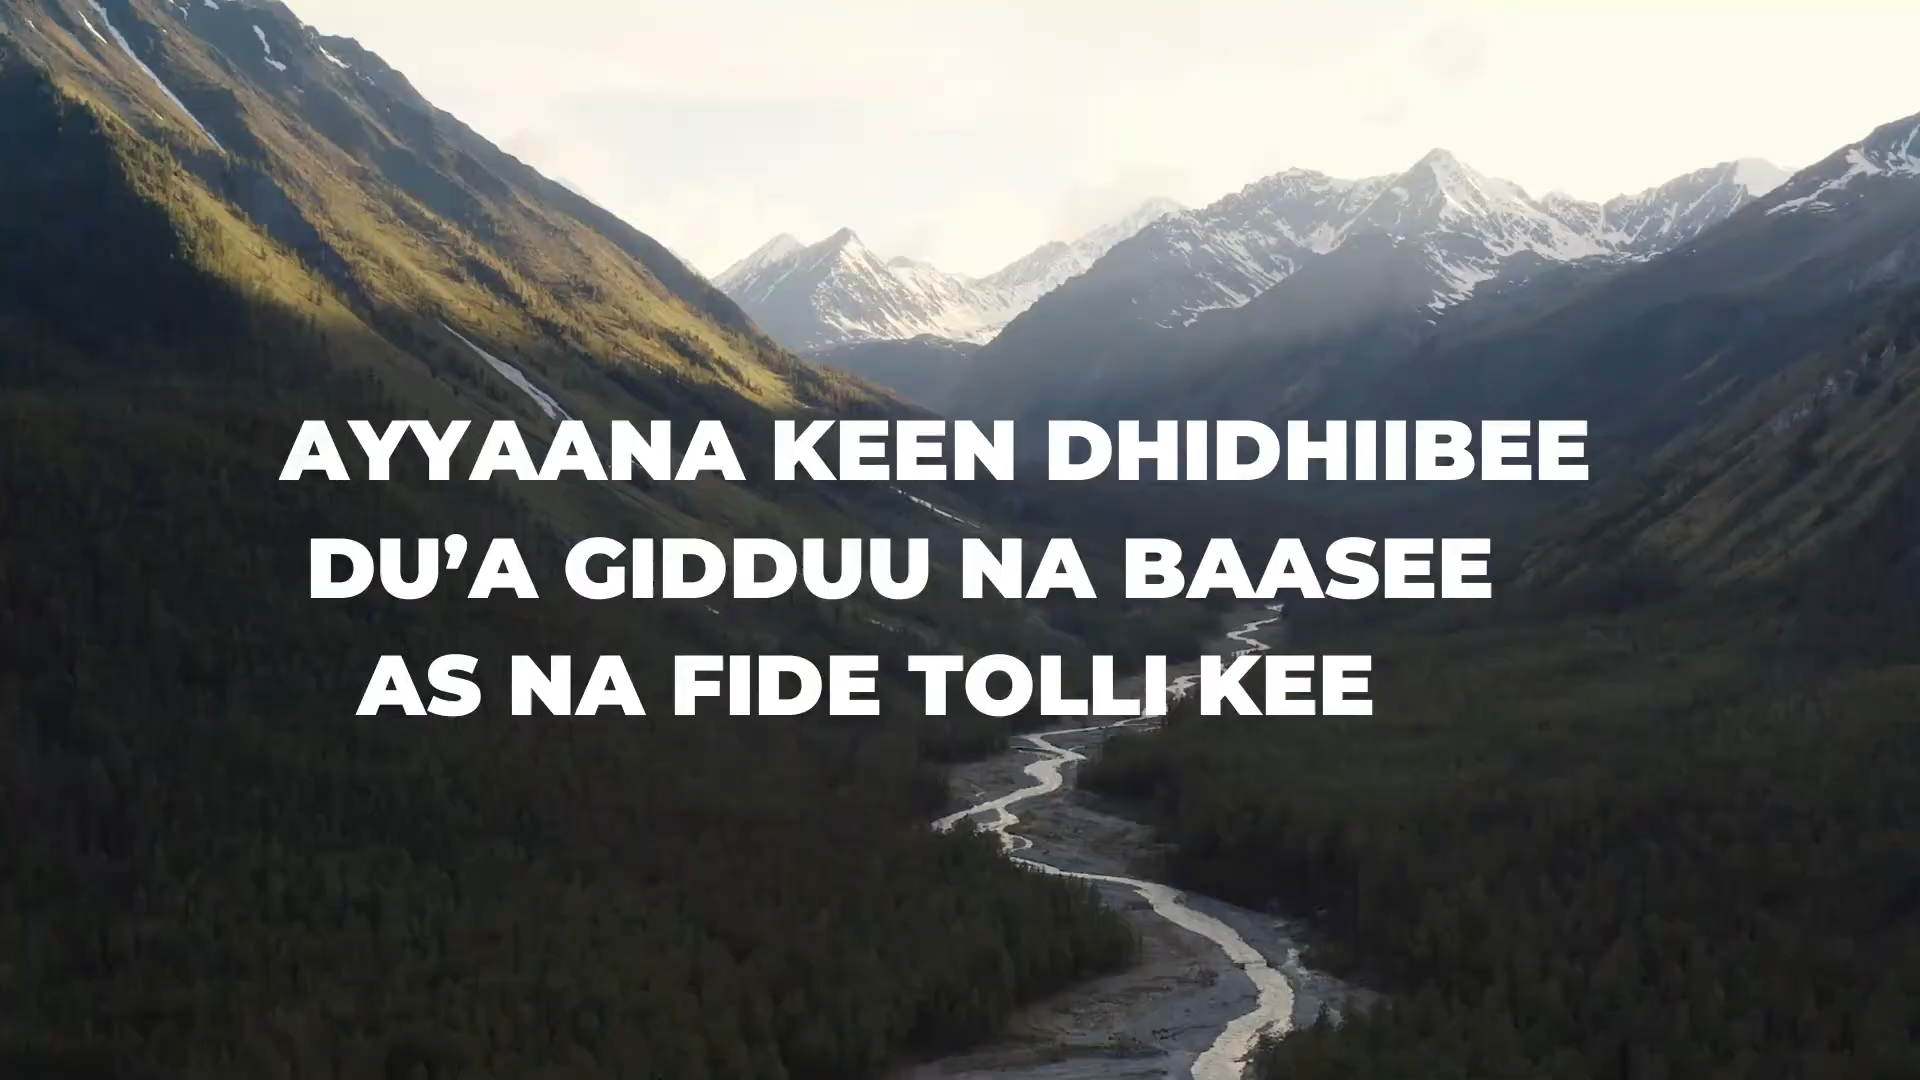 AYYAANA KEEN DHIDHIIBEE
DU’A GIDDUU NA BAASEE
AS NA FIDE TOLLI KEE